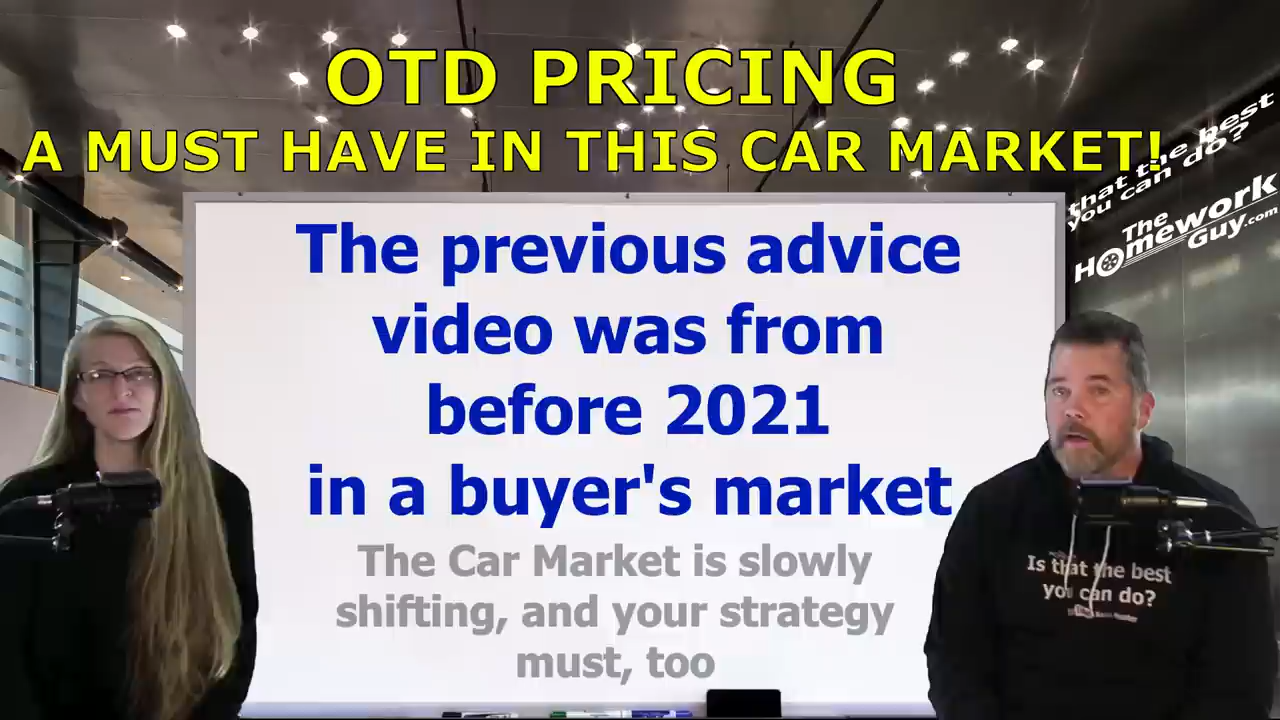 OTD PRICING
A MUST HAVE IN THIS CAR MARKET!
that the best
you can do?
The
Homework
Guy.com
The previous advice
video was from
before 2021
in a buyer's market
The Car Market is slowly
shifting, and your strategy
must, too
Is that the best
you can do?